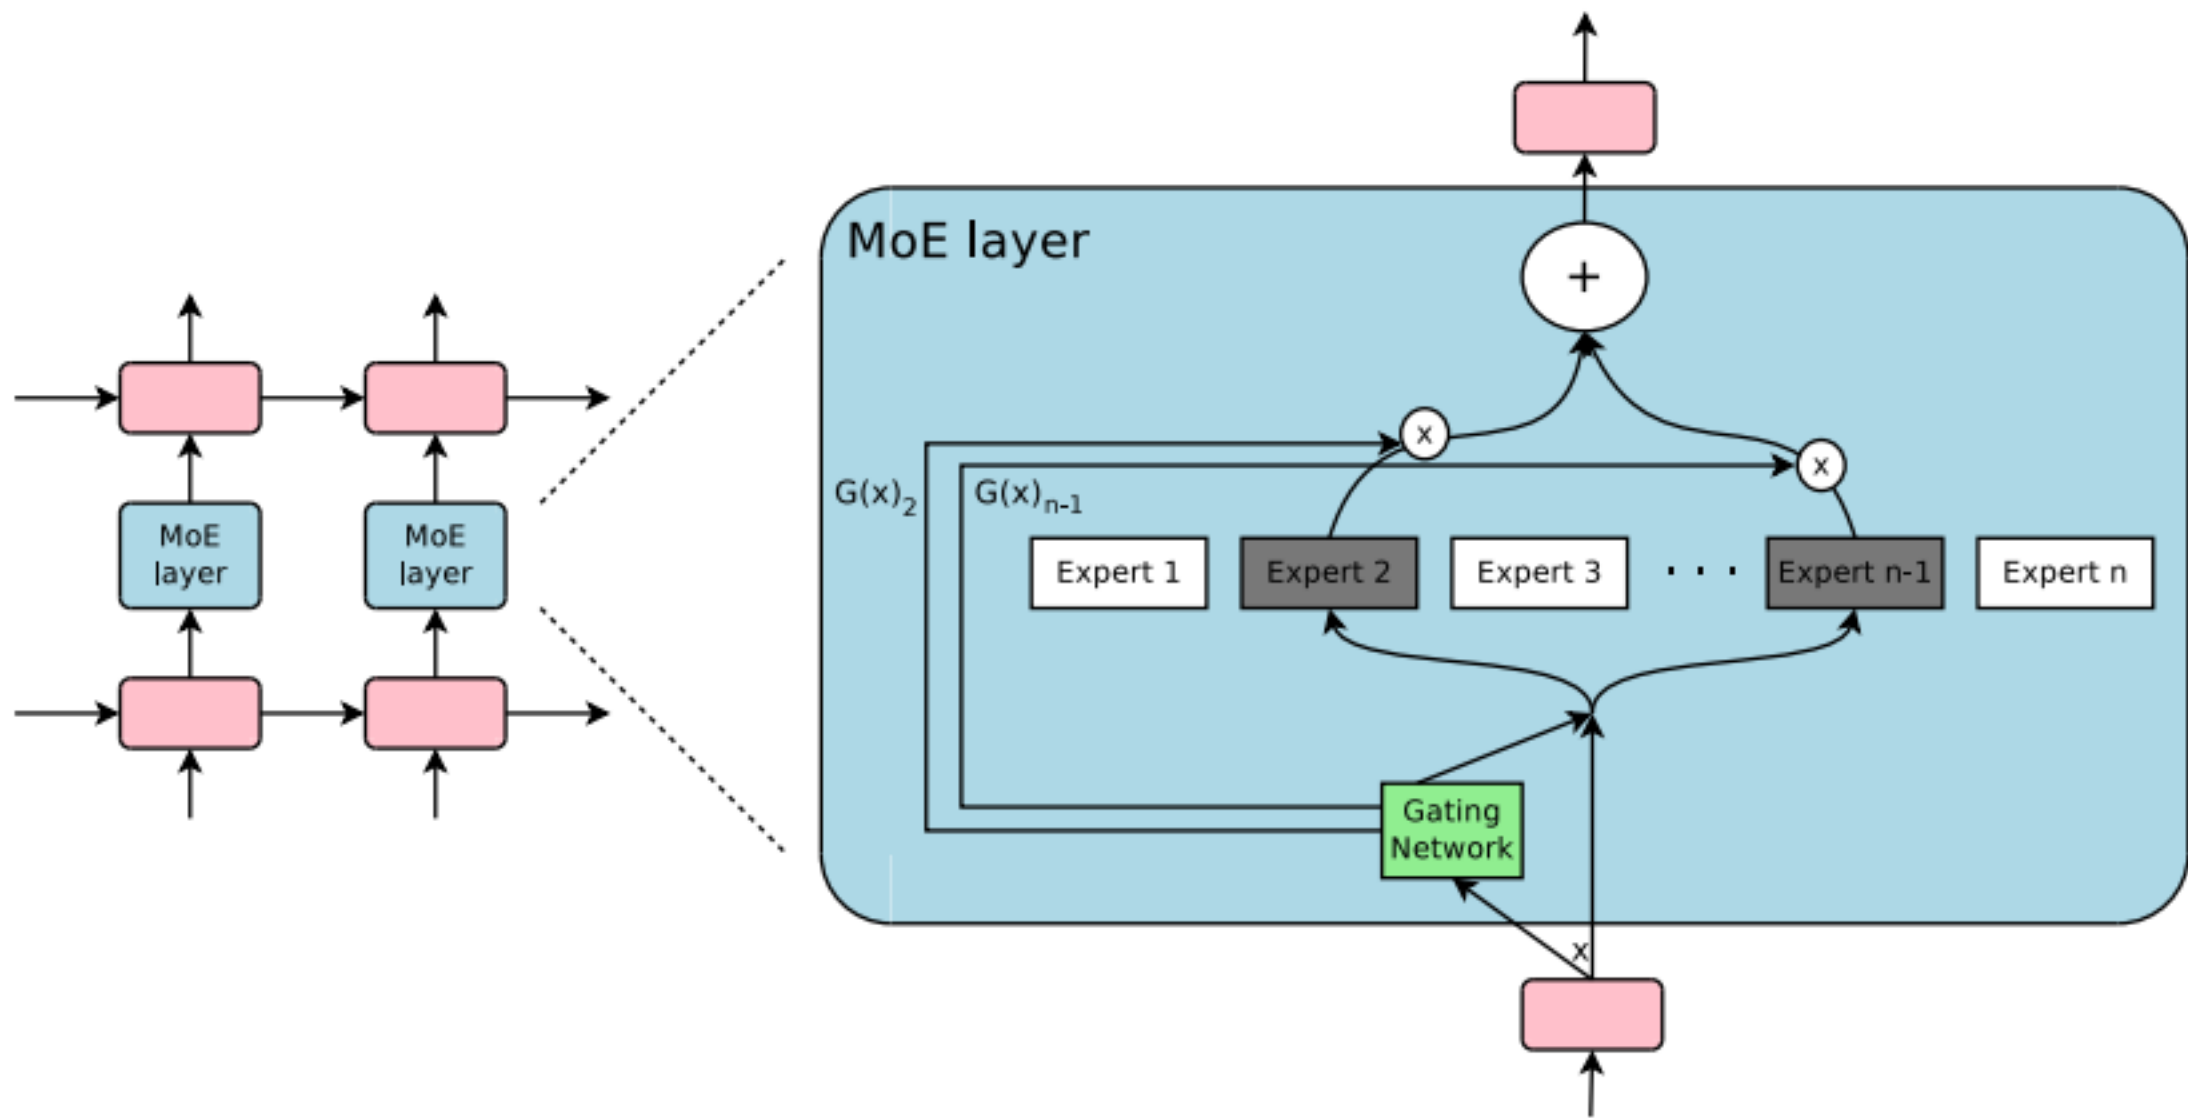 MoE
layer
MoE
layer
MoE layer
+
x
x
G(x)2
G(x)n-1
Expert 1
Expert 2
Expert 3
. . .
Expert n-1
Expert n
Gating
Network
x